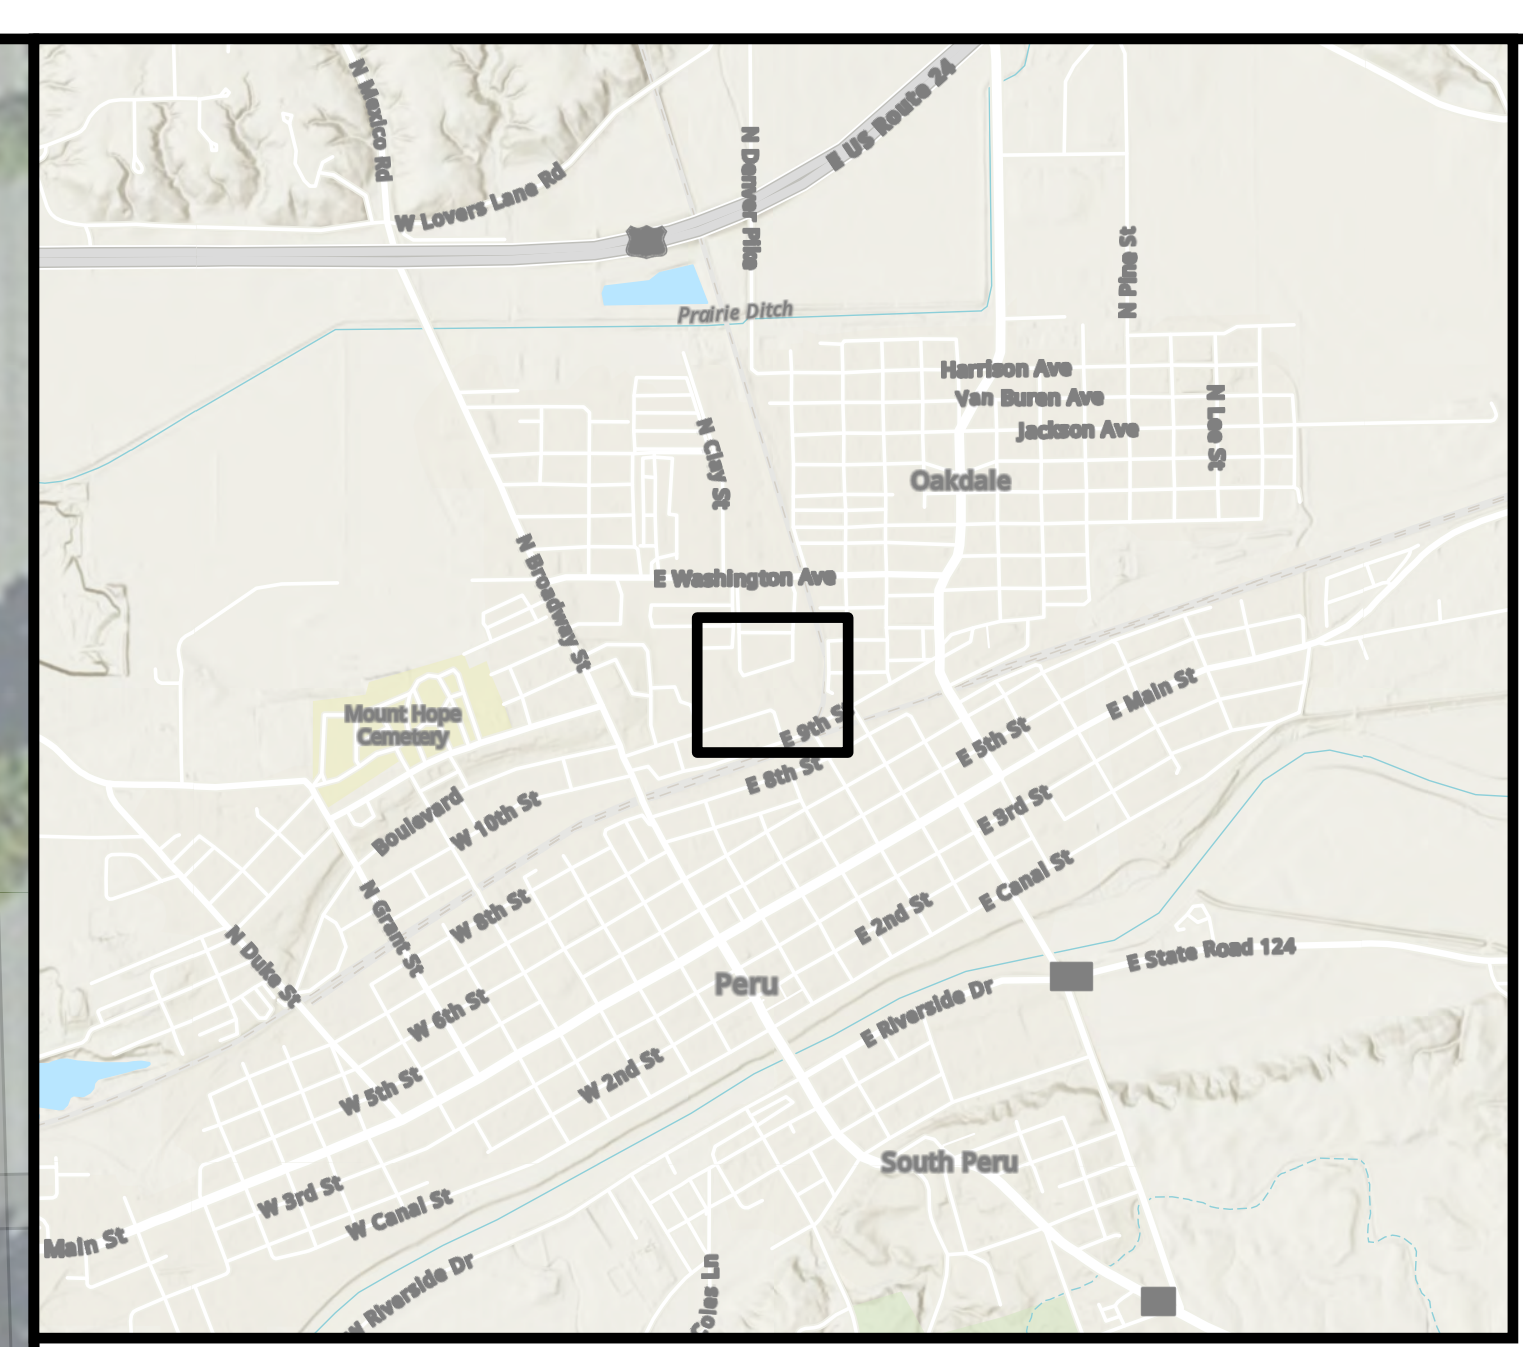 N Mexico Rd
E US Route 24
W Lovers Lane Rd
N Denver Pike
N Pine St
Prairie Ditch
Harrison Ave
Van Buren Ave
Jackson Ave
N Lee St
N Clay St
Oakdale
E Washington Ave
N Broadway St
Mount Hope
Cemetery
E 9th St
E Main St
E 5th St
E 8th St
E 3rd St
Boulevard
W 10th St
E Canal St
W 8th St
E 2nd St
N Grant St
N Duke St
E State Road 124
Peru
W 6th St
E Riverside Dr
W 2nd St
W 5th St
South Peru
W 3rd St
W Canal St
Main St
W Riverside Dr
Coles Ln